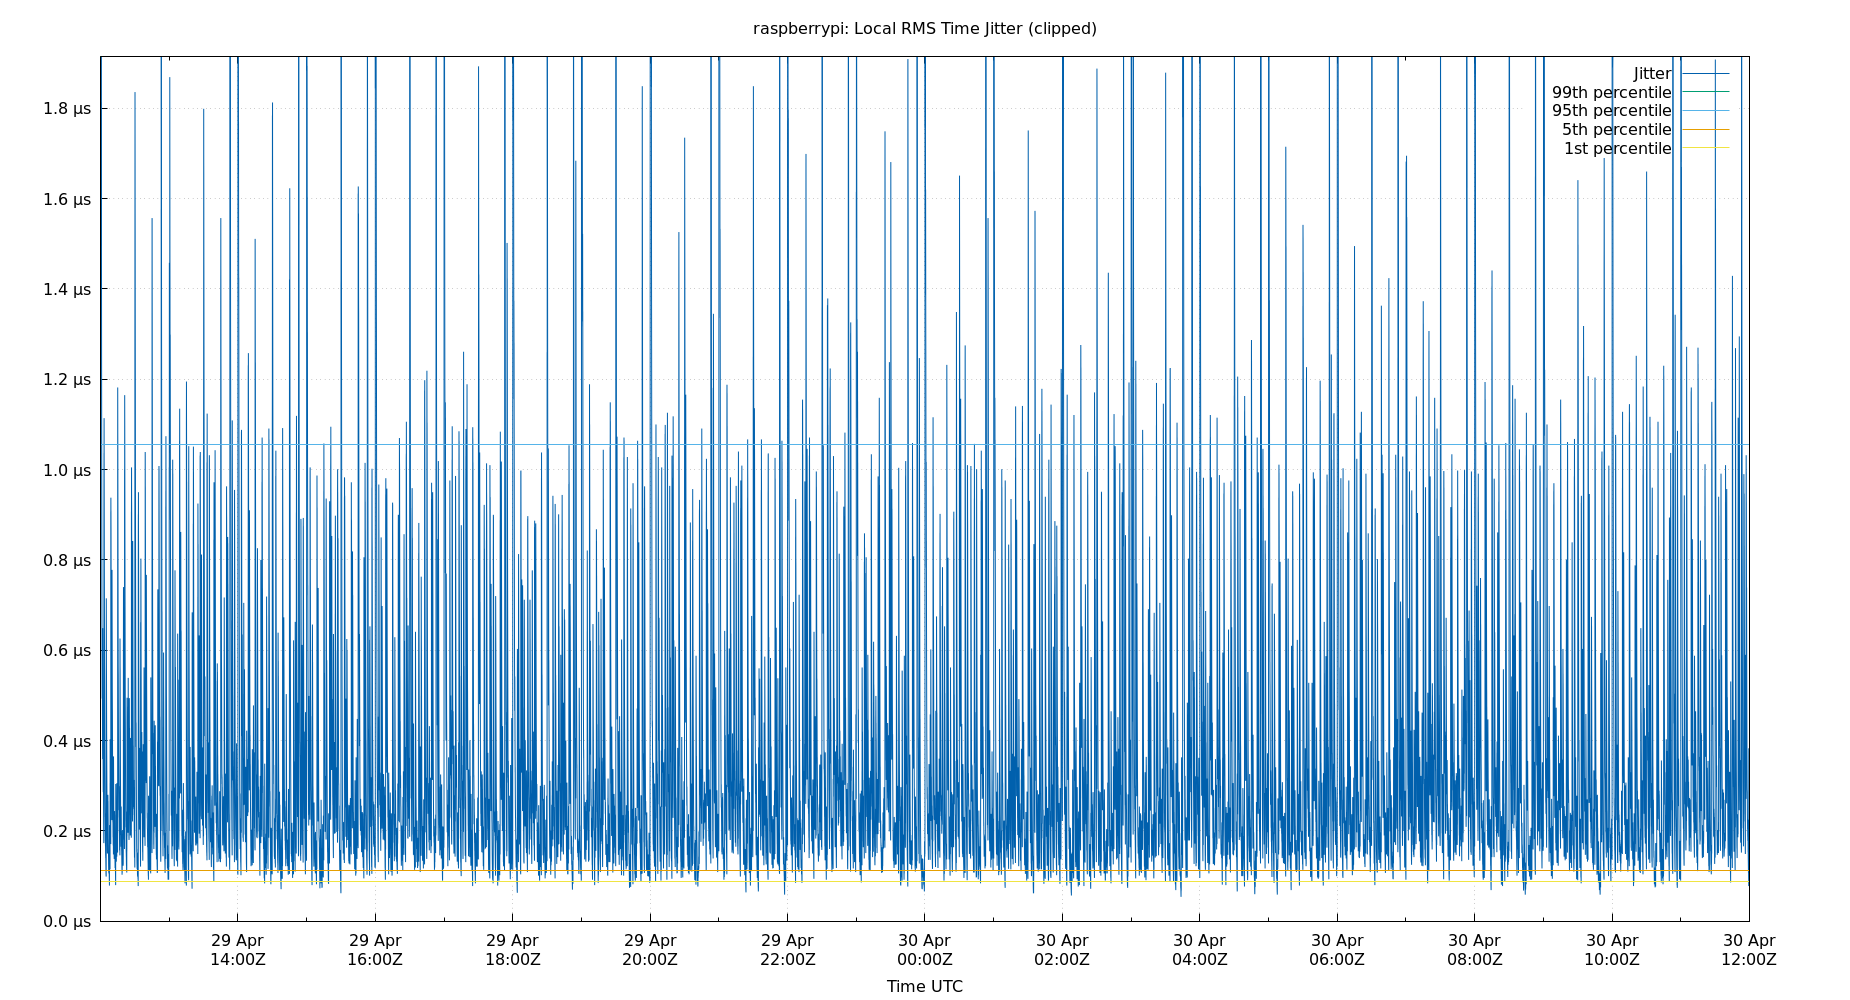 raspberrypi: Local RMS Time Jitter (clipped)
Jitter
99th percentile
95th percentile
5th percentile
1st percentile
1.8 µs
1.6 µs
1.4 µs
1.2 µs
1.0 µs
0.8 µs
0.6 µs
0.4 µs
0.2 µs
0.0 µs
29 Apr 29 Apr 29 Apr 29 Apr 29 Apr 30 Apr 30 Apr 30 Apr 30 Apr 30 Apr 30 Apr 30 Apr
14:00Z 16:00Z 18:00Z 20:00Z 22:00Z 00:00Z 02:00Z 04:00Z 06:00Z 08:00Z 10:00Z 12:00Z
Time UTC